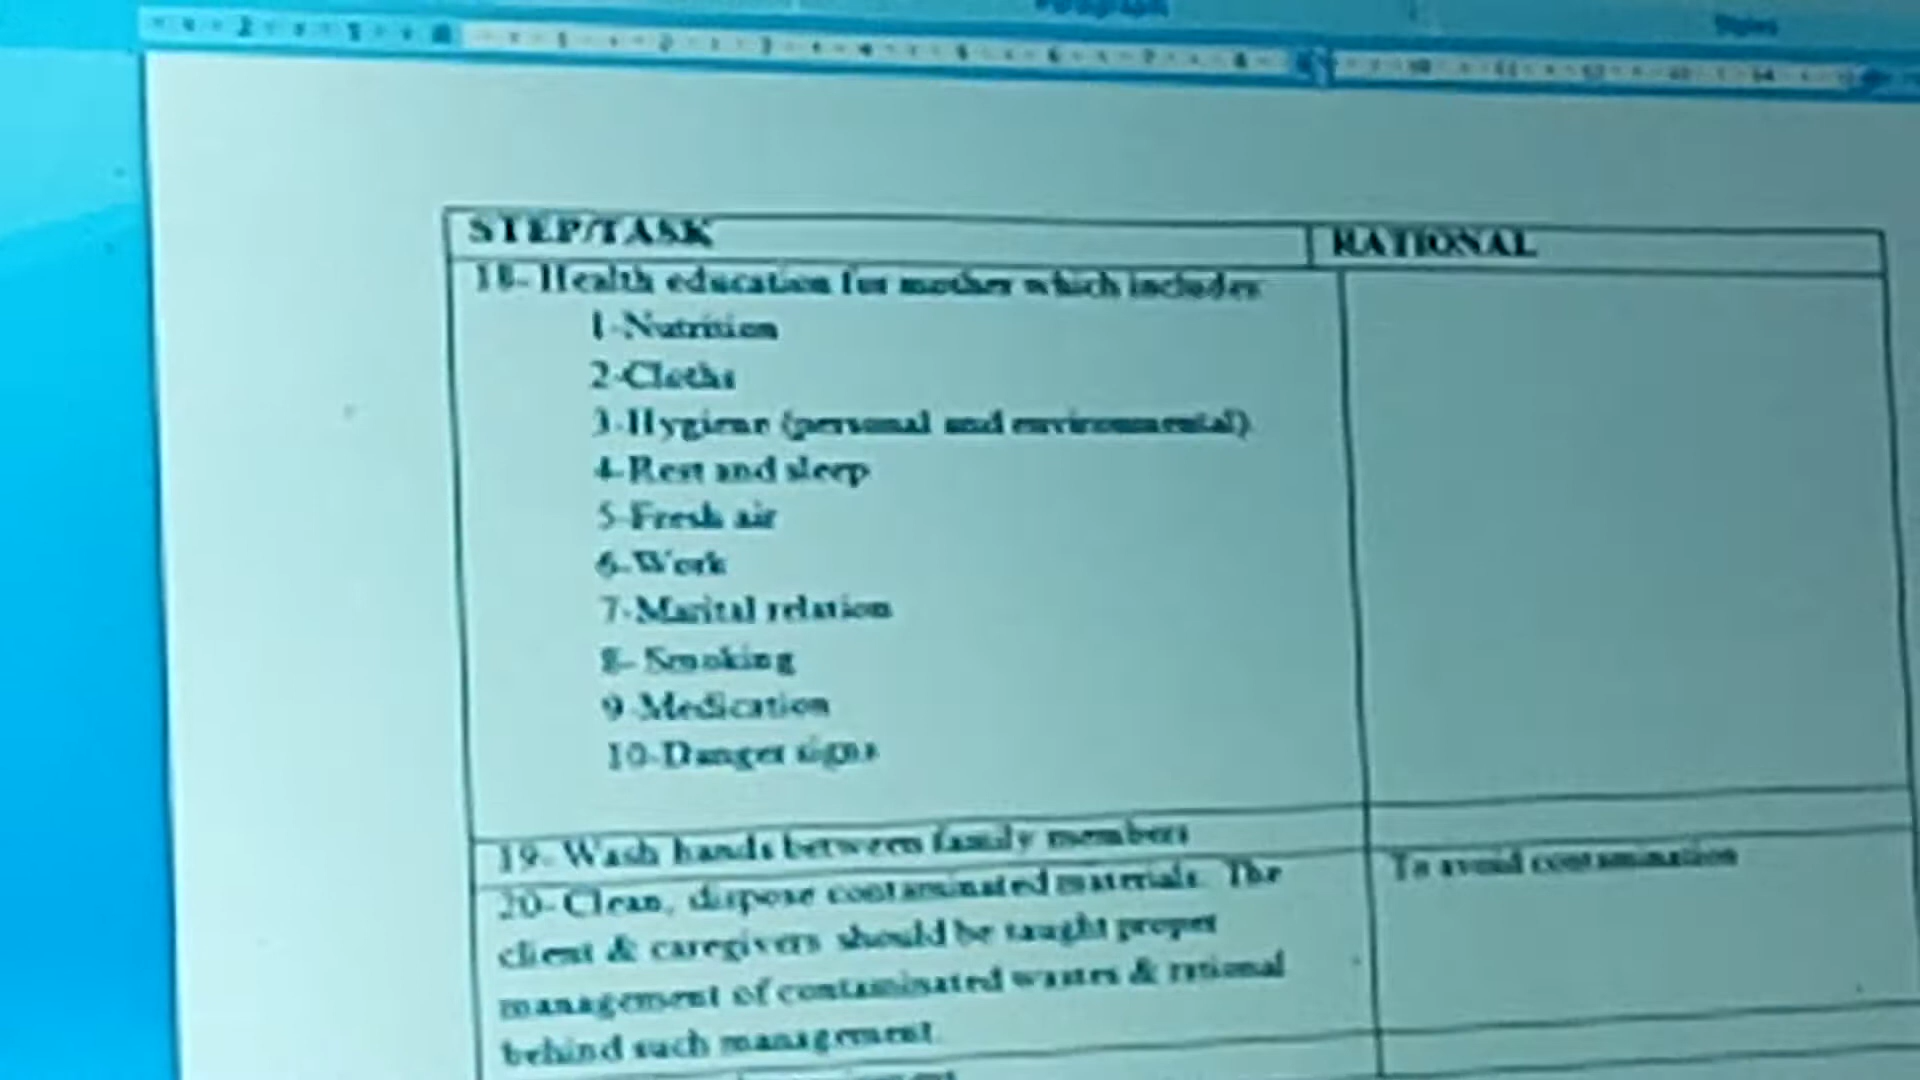 Paragraph
Styles
STEP/TASK
RATIONAL
18- Health education for mother which includes:
1-Nutrition
2-Cloths
3-Hygiene (personal and environmental)
4-Rest and sleep
5-Fresh air
6-Work
7-Marital relation
8- Smoking
9-Medication
10-Danger signs
19- Wash hands between family members
20- Clean, dispose contaminated materials. The
client & caregivers should be taught proper
management of contaminated wastes & rational
behind such management.
To avoid contamination